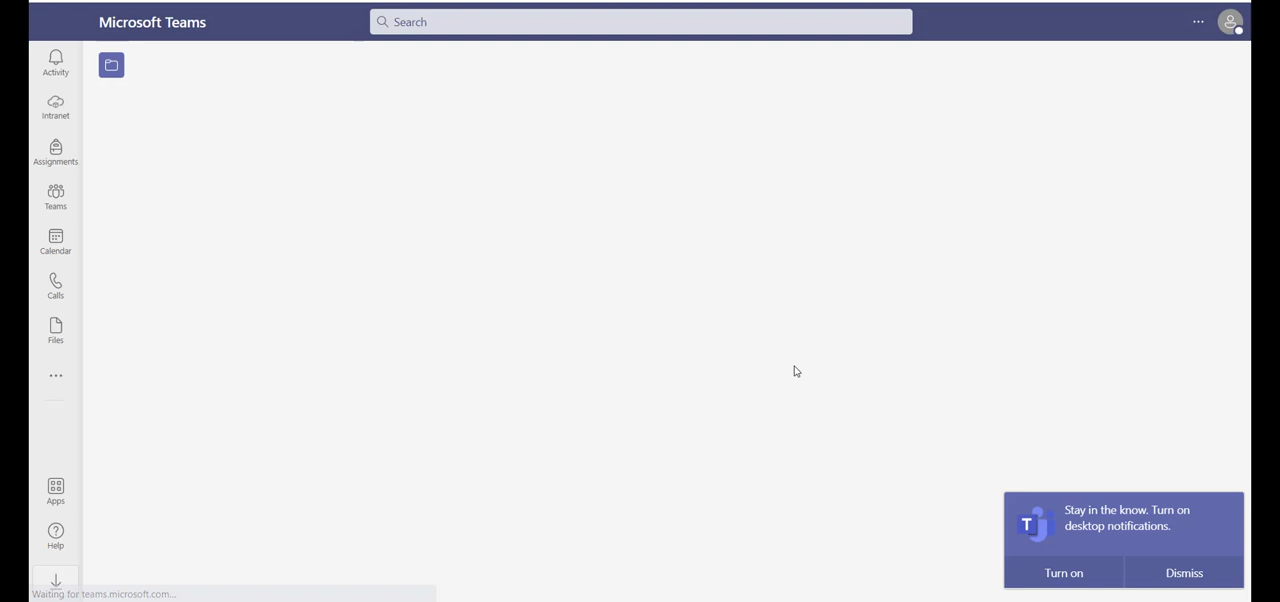 Microsoft Teams
Search
Activity
Intranet
Assignments
Teams
Calendar
Calls
Files
Apps
Help
Stay in the know. Turn on
desktop notifications.
T
Turn on
Dismiss
Waiting for teams.microsoft.com...